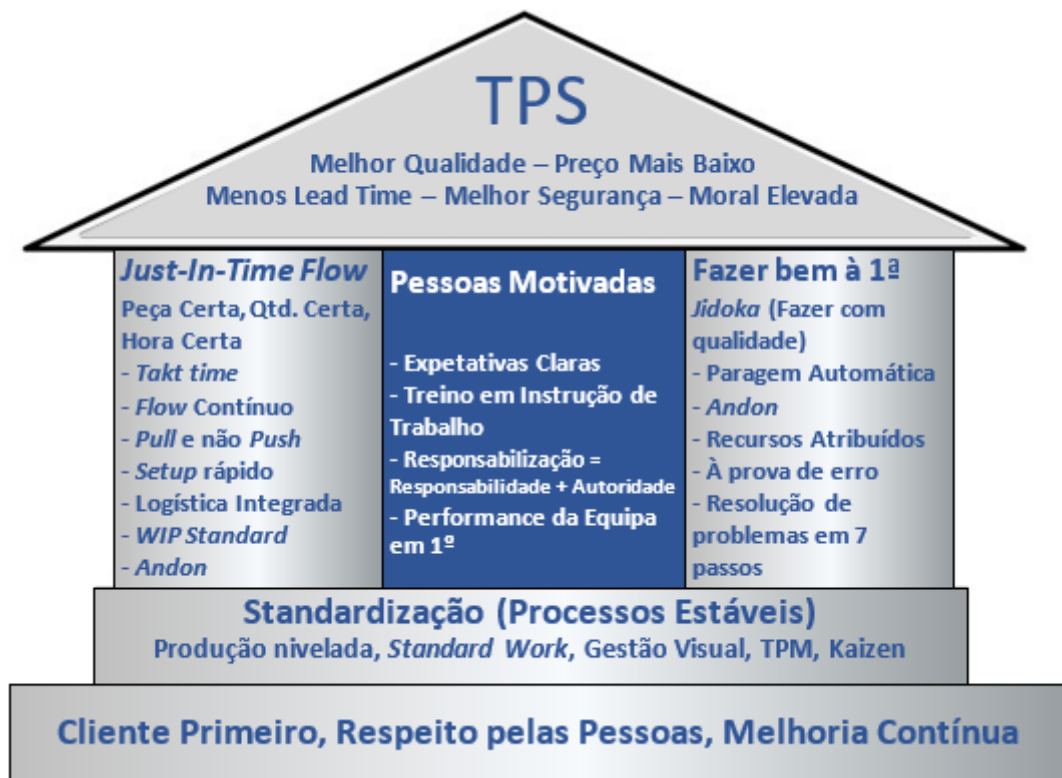 TPS
Melhor Qualidade – Preço Mais Baixo
Menos Lead Time – Melhor Segurança – Moral Elevada
Just-In-Time Flow
Peça Certa, Qtd. Certa,
Hora Certa
- Takt time
- Flow Contínuo
- Pull e não Push
- Setup rápido
- Logística Integrada
- WIP Standard
- Andon
Pessoas Motivadas
- Expetativas Claras
- Treino em Instrução de
Trabalho
- Responsabilização =
Responsabilidade + Autoridade
- Performance da Equipa
em 1º
Fazer bem à 1ª
Jidoka (Fazer com
qualidade)
- Paragem Automática
- Andon
- Recursos Atribuídos
- À prova de erro
- Resolução de
problemas em 7
passos
Standardização (Processos Estáveis)
Produção nivelada, Standard Work, Gestão Visual, TPM, Kaizen
Cliente Primeiro, Respeito pelas Pessoas, Melhoria Contínua